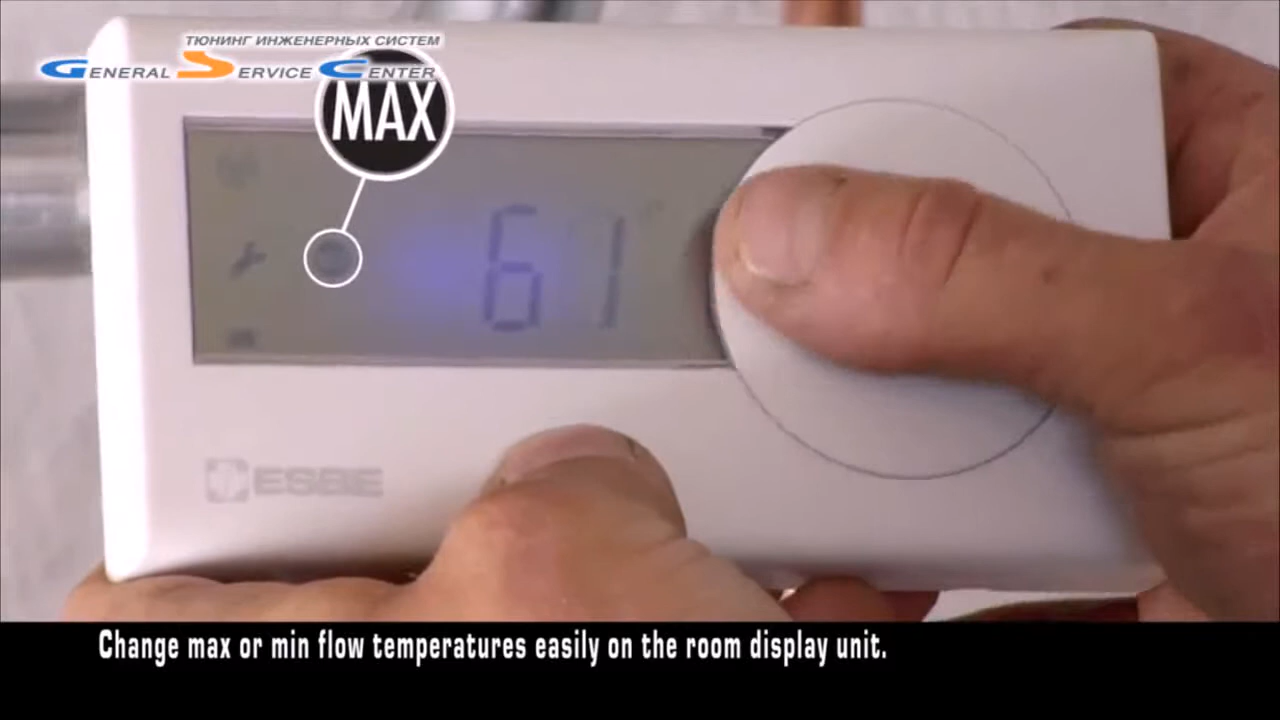 ТЮНИНГ ИНЖЕНЕРНЫХ СИСТЕМ
GENERAL SERVICE CENTER
MAX
61
ESBE
Change max or min flow temperatures easily on the room display unit.